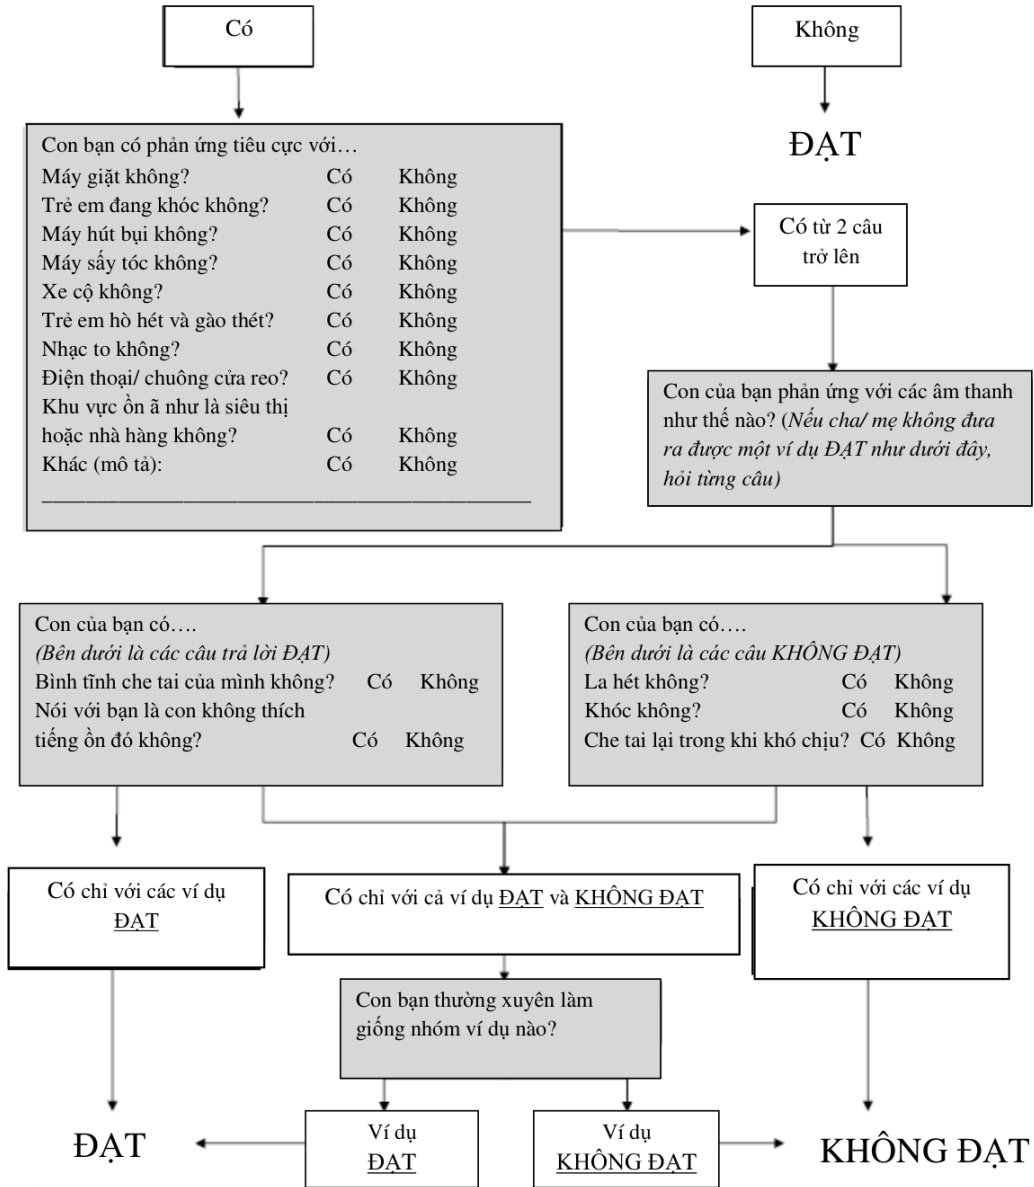 Có
Không
ĐẠT
Con bạn có phản ứng tiêu cực với…
Máy giặt không? Có Không
Trẻ em đang khóc không? Có Không
Máy hút bụi không? Có Không
Máy sấy tóc không? Có Không
Xe cộ không? Có Không
Trẻ em hò hét và gào thét? Có Không
Nhạc to không? Có Không
Điện thoại/ chuông cửa reo? Có Không
Khu vực ồn ã như là siêu thị
hoặc nhà hàng không? Có Không
Khác (mô tả): Có Không
Có từ 2 câu
trở lên
Con của bạn phản ứng với các âm thanh
như thế nào? (Nếu cha/ mẹ không đưa
ra được một ví dụ ĐẠT như dưới đây,
hỏi từng câu)
Con của bạn có….
(Bên dưới là các câu trả lời ĐẠT)
Bình tĩnh che tai của mình không? Có Không
Nói với bạn là con không thích
tiếng ồn đó không? Có Không
Con của bạn có….
(Bên dưới là các câu KHÔNG ĐẠT)
La hét không? Có Không
Khóc không? Có Không
Che tai lại trong khi khó chịu? Có Không
Có chỉ với các ví dụ
ĐẠT
Có chỉ với cả ví dụ ĐẠT và KHÔNG ĐẠT
Có chỉ với các ví dụ
KHÔNG ĐẠT
Con bạn thường xuyên làm
giống nhóm ví dụ nào?
ĐẠT
Ví dụ
ĐẠT
Ví dụ
KHÔNG ĐẠT
KHÔNG ĐẠT